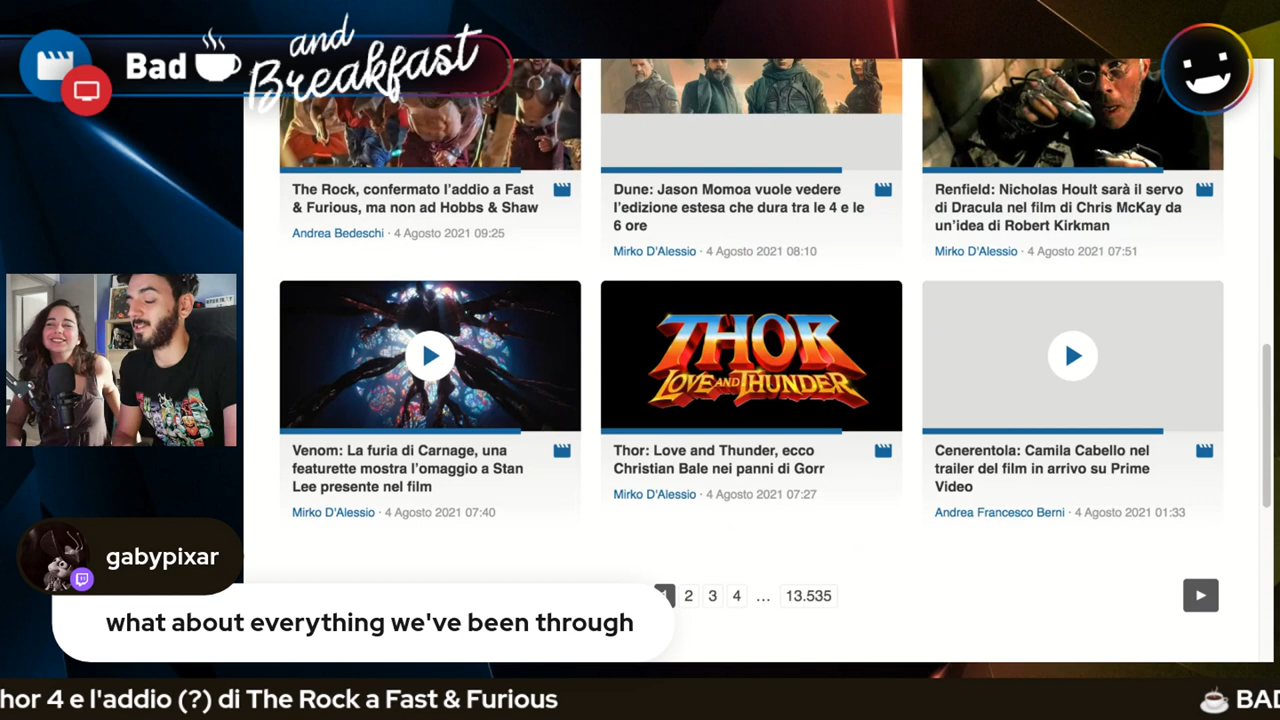 Bad and Breakfast
The Rock, confermato l'addio a Fast
& Furious, ma non ad Hobbs & Shaw
Andrea Bedeschi · 4 Agosto 2021 09:25
Dune: Jason Momoa vuole vedere
l'edizione estesa che dura tra le 4 e le
6 ore
Mirko D'Alessio · 4 Agosto 2021 08:10
Renfield: Nicholas Hoult sarà il servo
di Dracula nel film di Chris McKay da
un'idea di Robert Kirkman
Mirko D'Alessio · 4 Agosto 2021 07:51
THOR
LOVE AND THUNDER
Venom: La furia di Carnage, una
featurette mostra l'omaggio a Stan
Lee presente nel film
Mirko D'Alessio · 4 Agosto 2021 07:40
Thor: Love and Thunder, ecco
Christian Bale nei panni di Gorr
Mirko D'Alessio · 4 Agosto 2021 07:27
Cenerentola: Camila Cabello nel
trailer del film in arrivo su Prime
Video
Andrea Francesco Berni · 4 Agosto 2021 01:33
gabypixar
what about everything we've been through
1 2 3 4 ... 13.535
hor 4 e l'addio (?) di The Rock a Fast & Furious
BAD